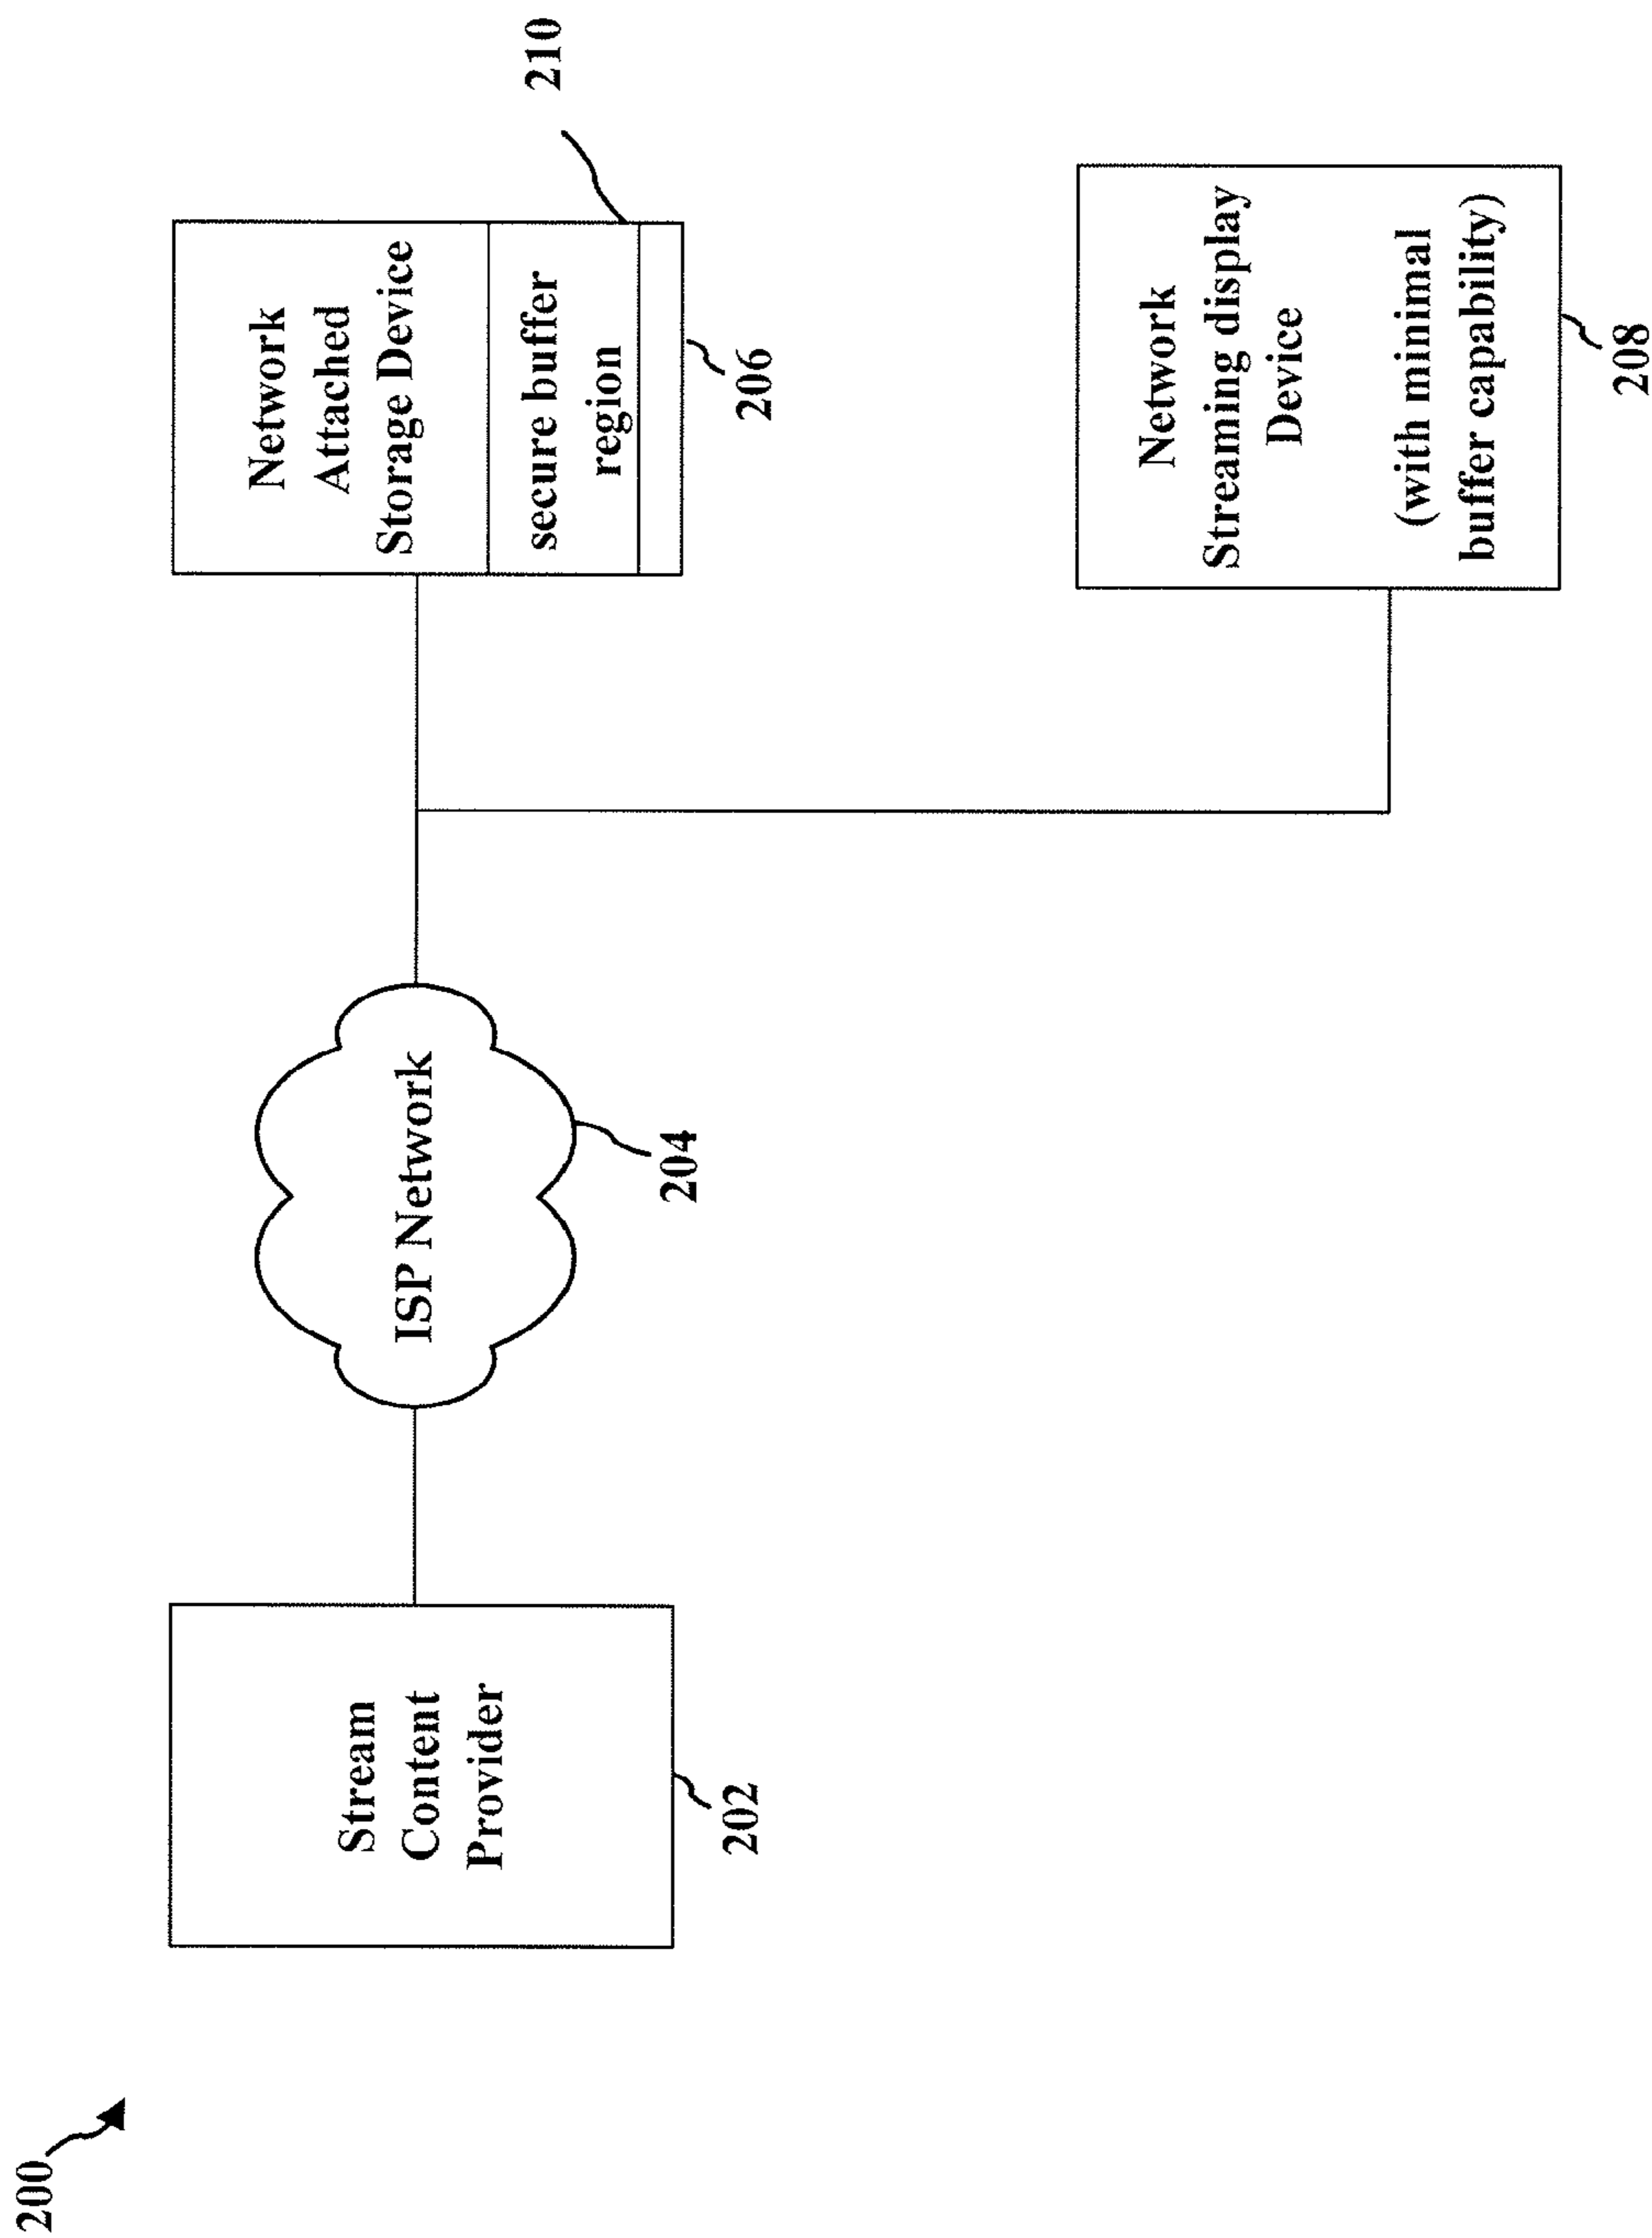 200
Stream
Content
Provider
202
ISP Network
204
Network
Attached
Storage Device
secure buffer
region
210
206
Network
Streaming display
Device
(with minimal
buffer capability)
208